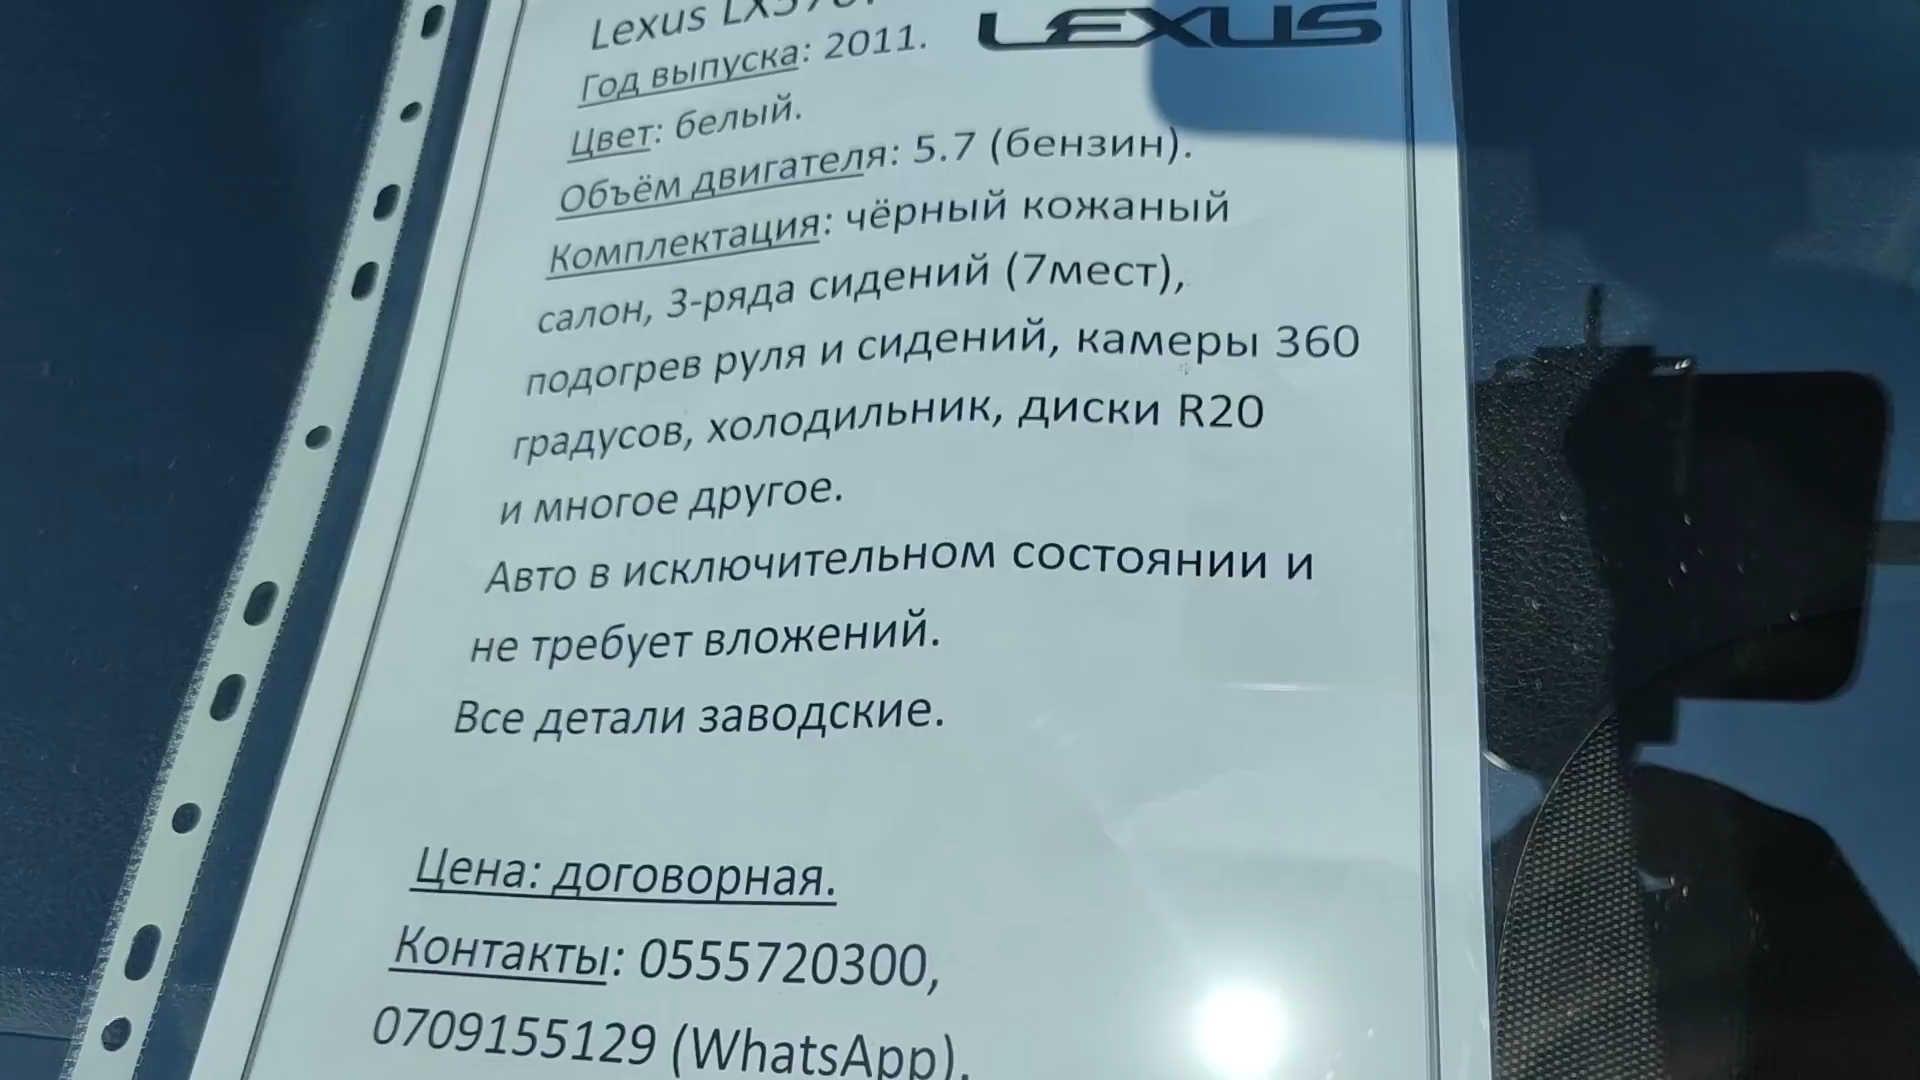 Lexus LX570.
LEXUS
Год выпуска: 2011.
Цвет: белый.
Объём двигателя: 5.7 (бензин).
Комплектация: чёрный кожаный
салон, 3-ряда сидений (7мест),
подогрев руля и сидений, камеры 360
градусов, холодильник, диски R20
и многое другое.
Авто в исключительном состоянии и
не требует вложений.
Все детали заводские.
Цена: договорная.
Контакты: 0555720300,
0709155129 (WhatsApp).